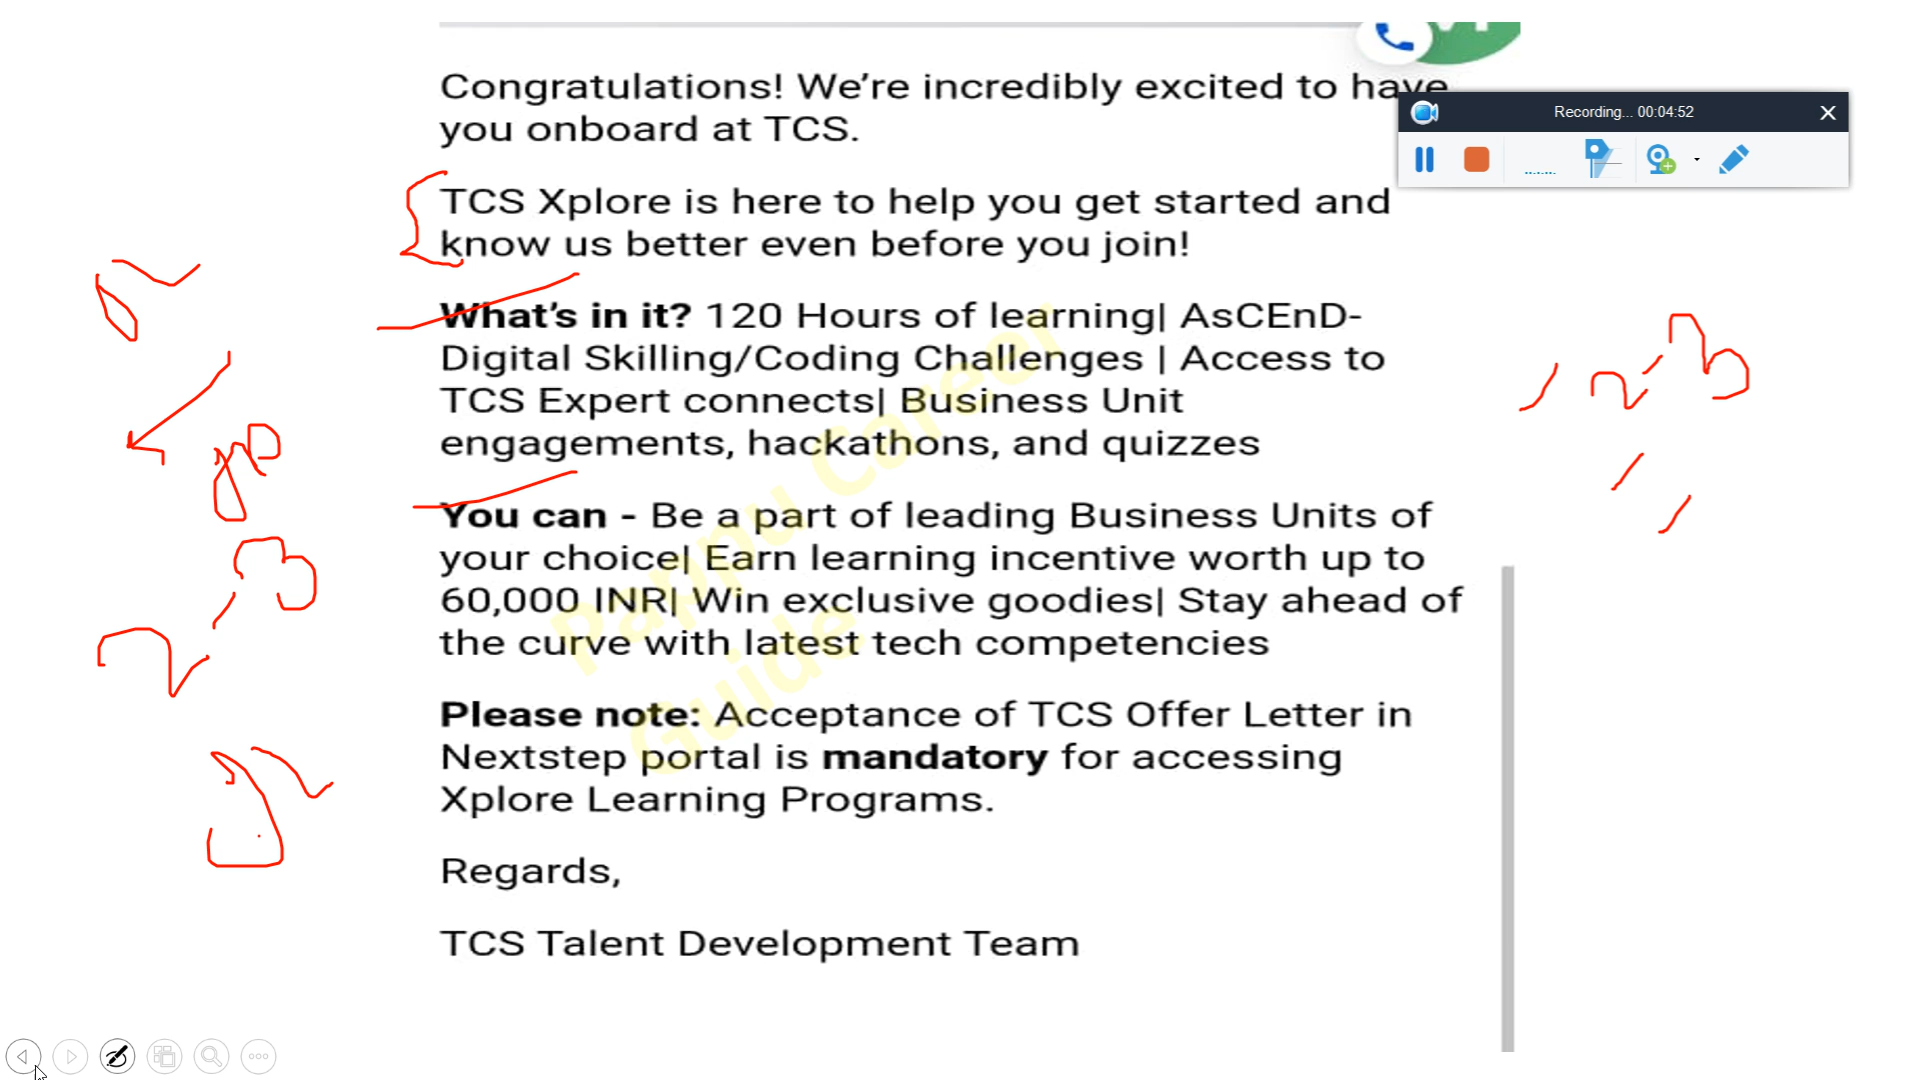 Congratulations! We're incredibly excited to have
you onboard at TCS.
Recording... 00:04:52
TCS Xplore is here to help you get started and
know us better even before you join!
What's in it? 120 Hours of learning| AsCEnD-
Digital Skilling/Coding Challenges | Access to
TCS Expert connects| Business Unit
engagements, hackathons, and quizzes
You can - Be a part of leading Business Units of
your choice| Earn learning incentive worth up to
60,000 INR| Win exclusive goodies| Stay ahead of
the curve with latest tech competencies
Please note: Acceptance of TCS Offer Letter in
Nextstep portal is mandatory for accessing
Xplore Learning Programs.
Regards,
TCS Talent Development Team
Pappu Career
Guide